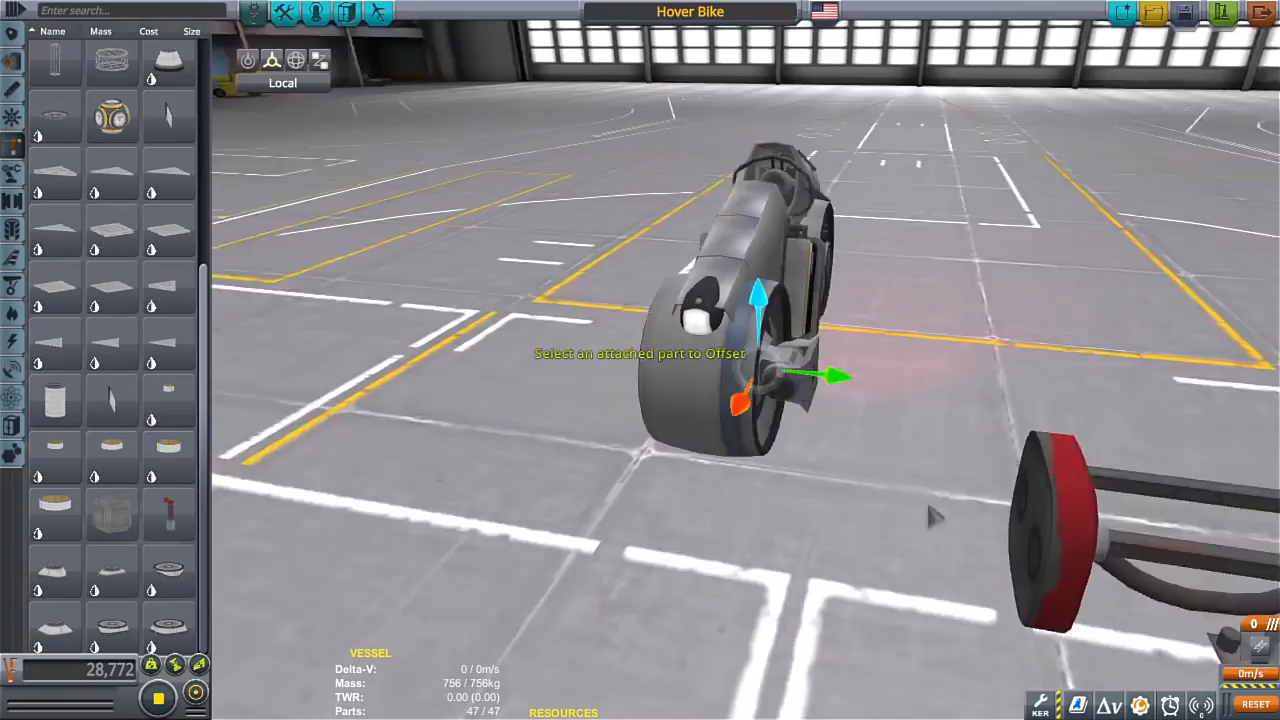 Enter search...
Hover Bike
Name Mass Cost Size
Local
Select an attached part to Offset
28,772
VESSEL
Delta-V: 0 / 0m/s
Mass: 756 / 756kg
TWR: 0.00 (0.00)
Parts: 47 / 47
RESOURCES
0
0m/s
KER
Δv
RESET